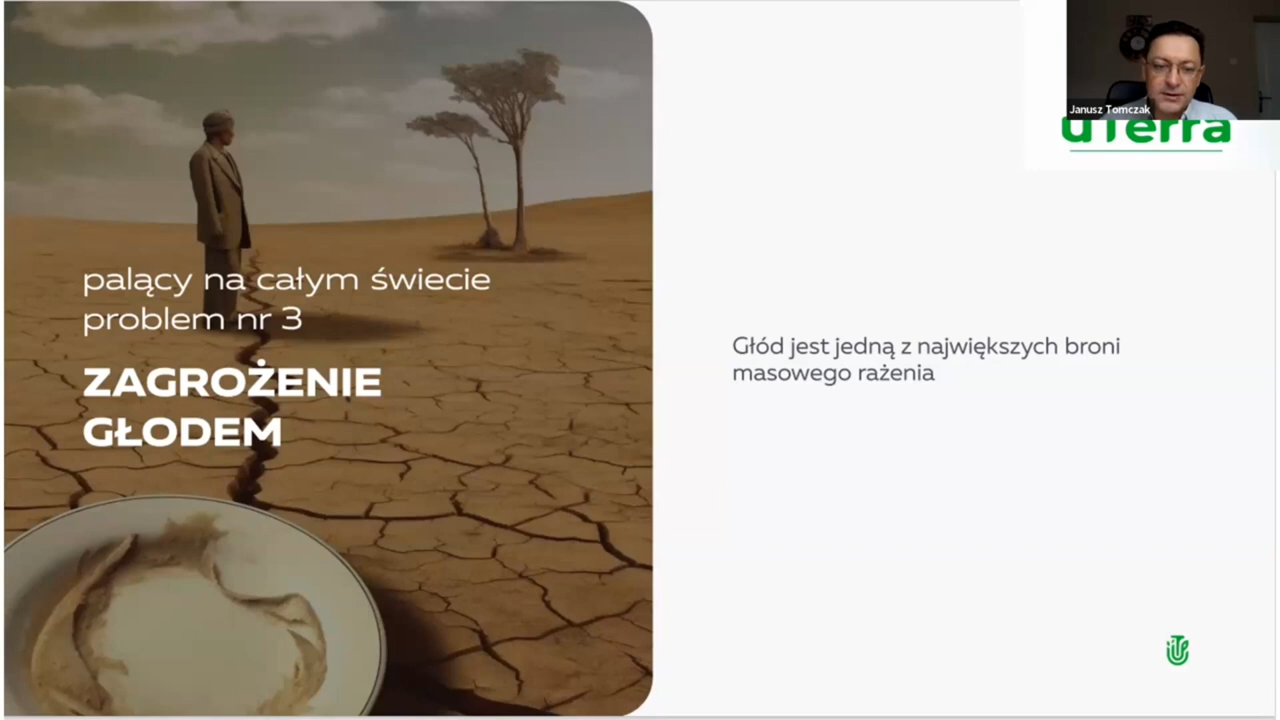 palący na całym świecie
problem nr 3
ZAGROŻENIE
GŁODEM
Głód jest jedną z największych broni
masowego rażenia
Janusz Tomczak
uTerra